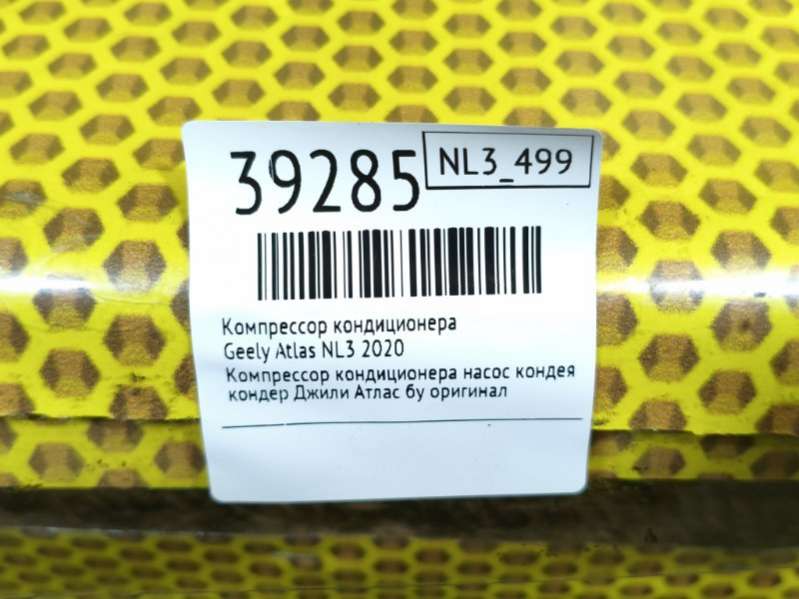 39285
NL3_499
Компрессор кондиционера
Geely Atlas NL3 2020
Компрессор кондиционера насос кондея
кондер Джили Атлас бу оригинал